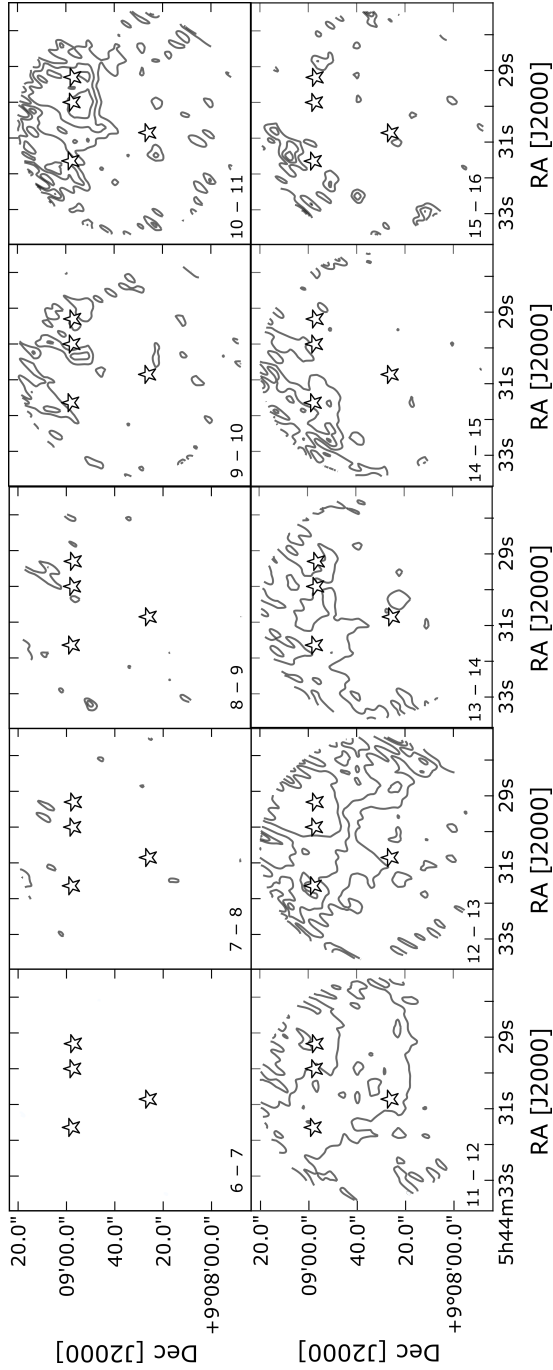 Dec [J2000]
20.0"
09'00.0"
40.0"
20.0"
+9°08'00.0"
6 – 7
7 – 8
8 – 9
9 – 10
10 – 11
Dec [J2000]
20.0"
09'00.0"
40.0"
20.0"
+9°08'00.0"
11 – 12
12 – 13
13 – 14
14 – 15
15 – 16
5h44m33s 31s 29s
33s 31s 29s
33s 31s 29s
33s 31s 29s
33s 31s 29s
RA [J2000]
RA [J2000]
RA [J2000]
RA [J2000]
RA [J2000]